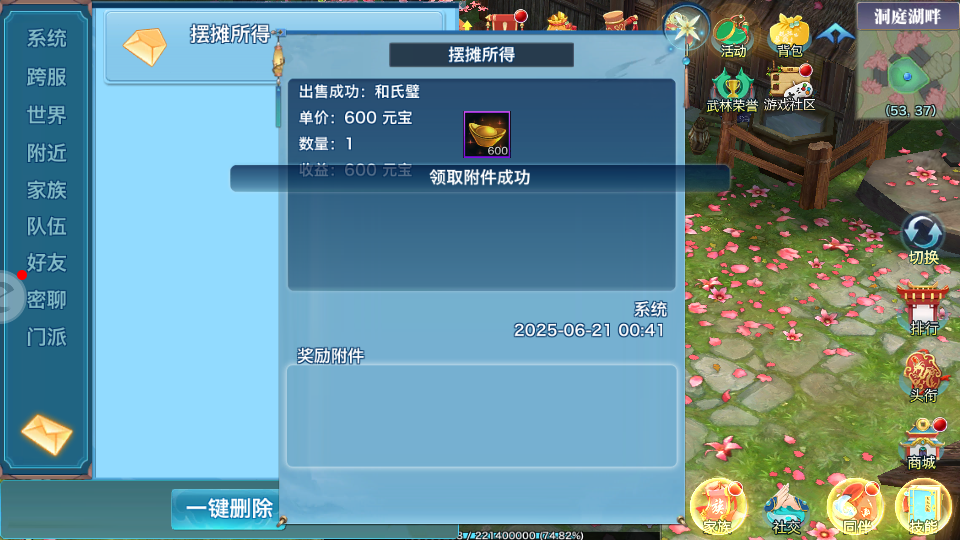 系统
跨服
世界
附近
家族
队伍
好友
密聊
门派
摆摊所得
一键删除
摆摊所得
出售成功：和氏璧
单价：600 元宝
数量：1
收益：600 元宝
600
领取附件成功
系统
2025-06-21 00:41
奖励附件
活动
背包
武林荣誉
游戏社区
洞庭湖畔
(53, 37)
切换
排行
头衔
商城
家族
社交
同伴
技能
/ 221400000 (74.82%)